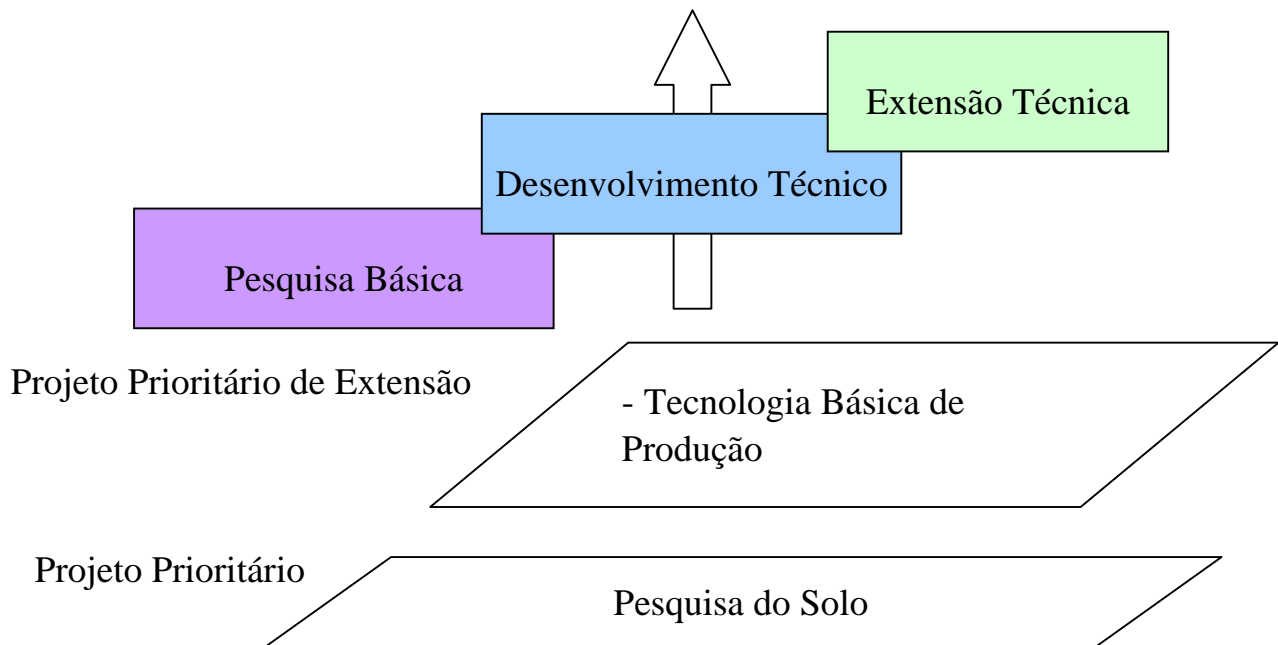 Extensão Técnica
Desenvolvimento Técnico
Pesquisa Básica
Projeto Prioritário de Extensão
- Tecnologia Básica de
Produção
Projeto Prioritário
Pesquisa do Solo